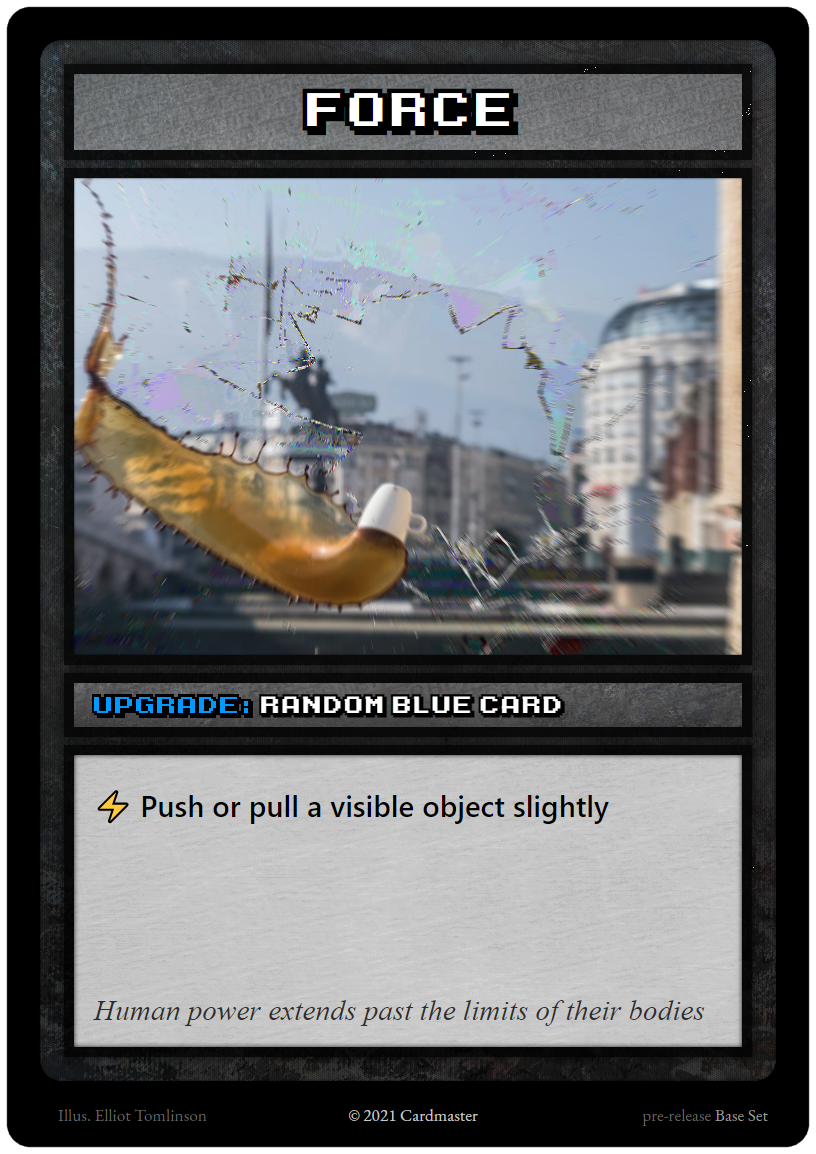 FORCE
UPGRADE: RANDOM BLUE CARD
⚡ Push or pull a visible object slightly
Human power extends past the limits of their bodies
Illus. Elliot Tomlinson
© 2021 Cardmaster
pre-release Base Set